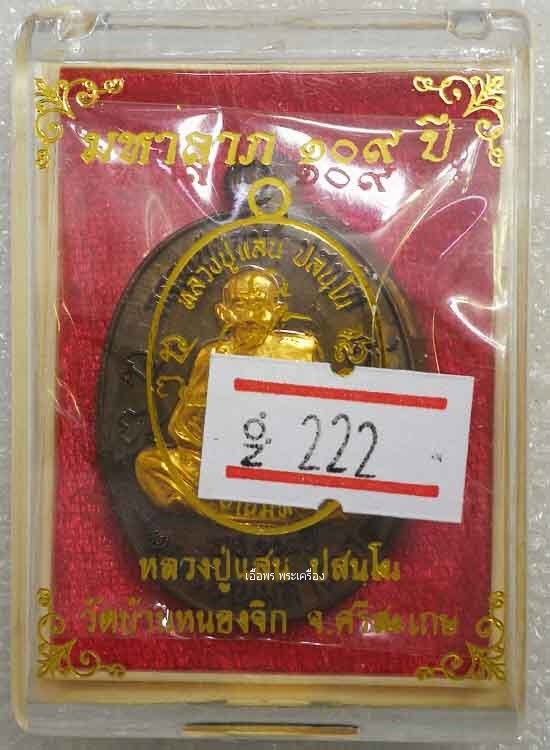 มหาลาภ ๑๐๙ ปี
๑๐๙
หลวงปู่แสน ปสนฺโน
No. 222
หลวงปู่แสน ปสนฺโน
เอื้อพร พระเครื่อง
วัดบ้านหนองจิก จ.ศรีสะเกษ